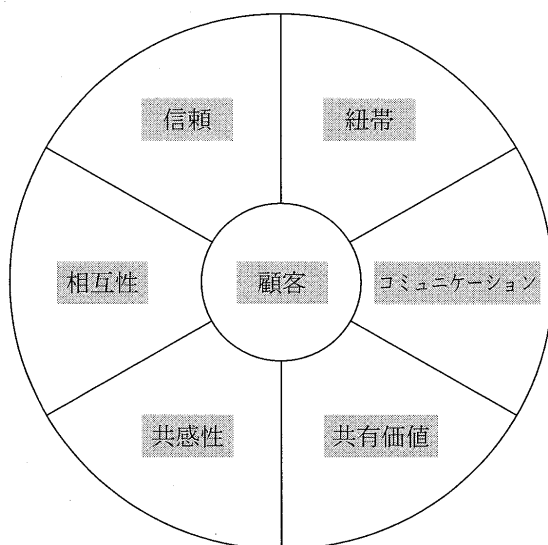 信頼
紐帯
相互性
顧客
コミュニケーション
共感性
共有価値